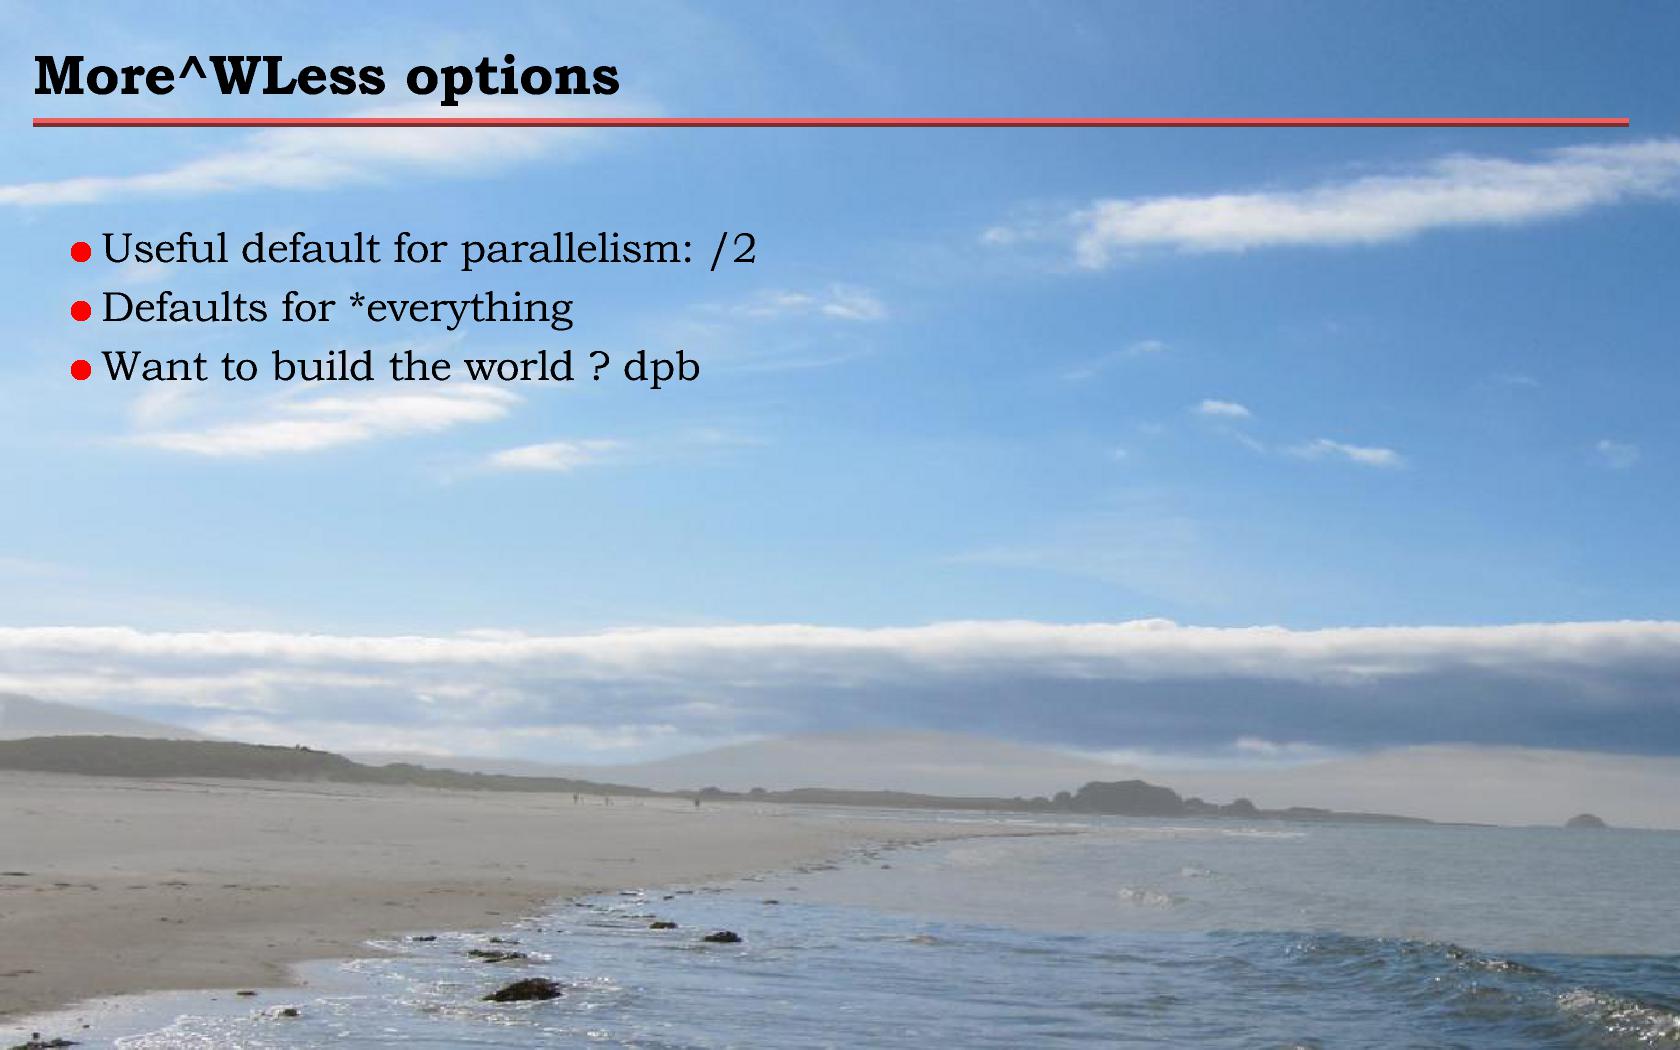 More^WLess options
Useful default for parallelism: /2
Defaults for *everything
Want to build the world ? dpb